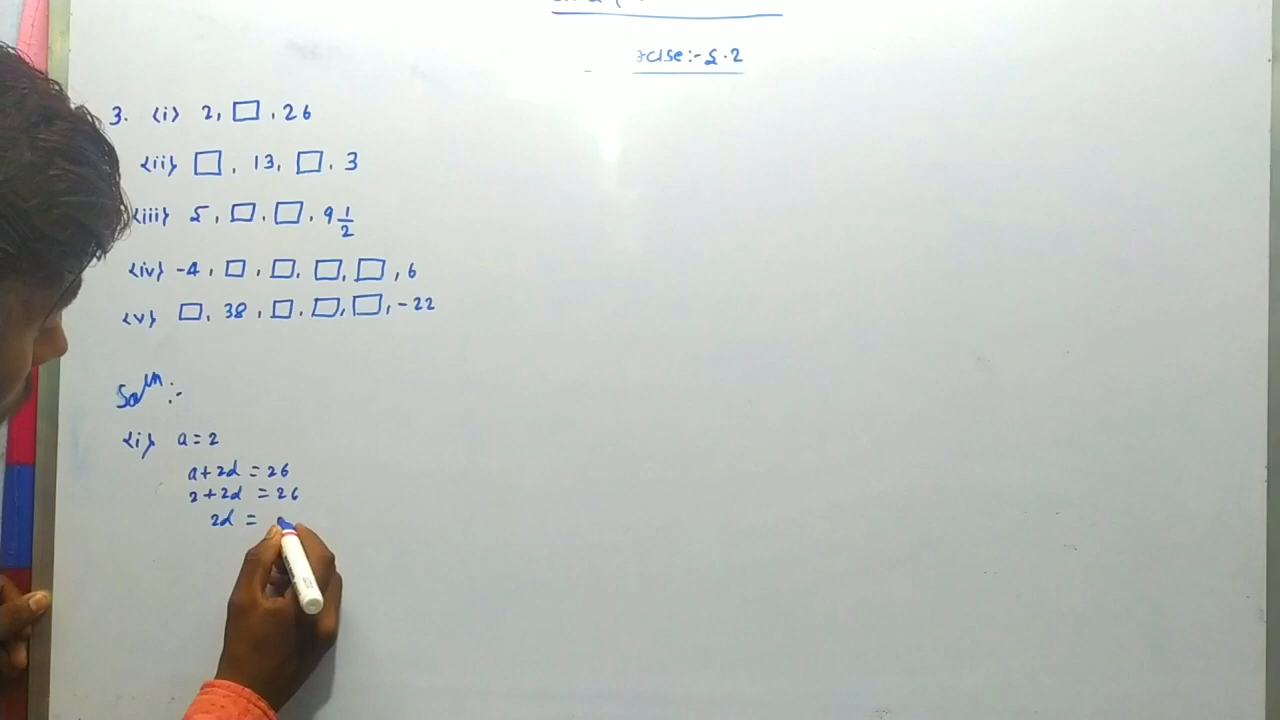 :- 5.2
3. (i) 2, □, 26
(ii) □, 13, □, 3
(iii) 5, □, □, 9 1/2
(iv) -4, □, □, □, □, 6
(v) □, 38, □, □, □, -22
Solⁿ :-
(i) a = 2
a + 2d = 26
2 + 2d = 26
2d =